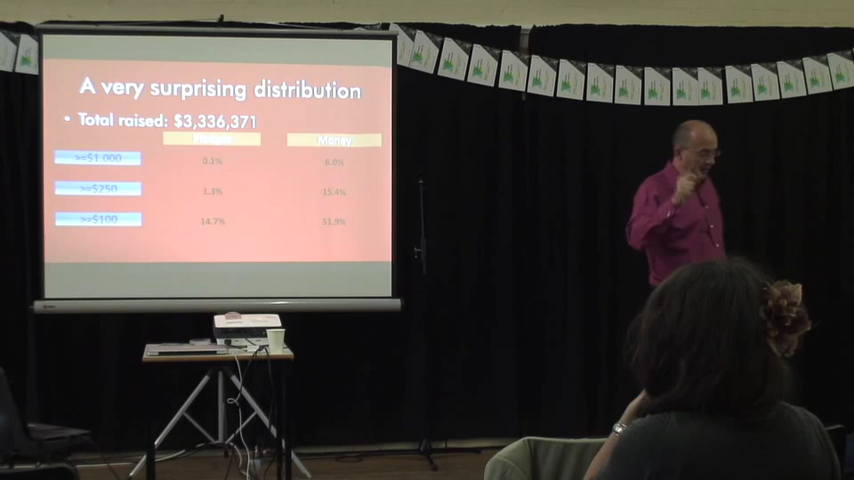 A very surprising distribution
• Total raised: $3,336,371
Money
>=$1 000 0.1% 6.0%
>=$250 1.3% 15.4%
>=$100 14.7% 51.9%